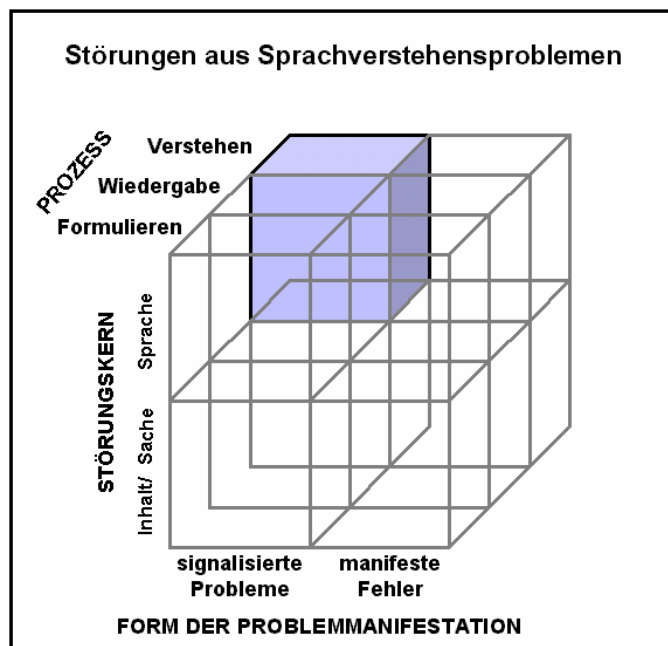 Störungen aus Sprachverstehensproblemen
PROZESS
Verstehen
Wiedergabe
Formulieren
STÖRUNGSKERN
Sprache
Inhalt/ Sache
signalisierte
Probleme
manifeste
Fehler
FORM DER PROBLEMMANIFESTATION